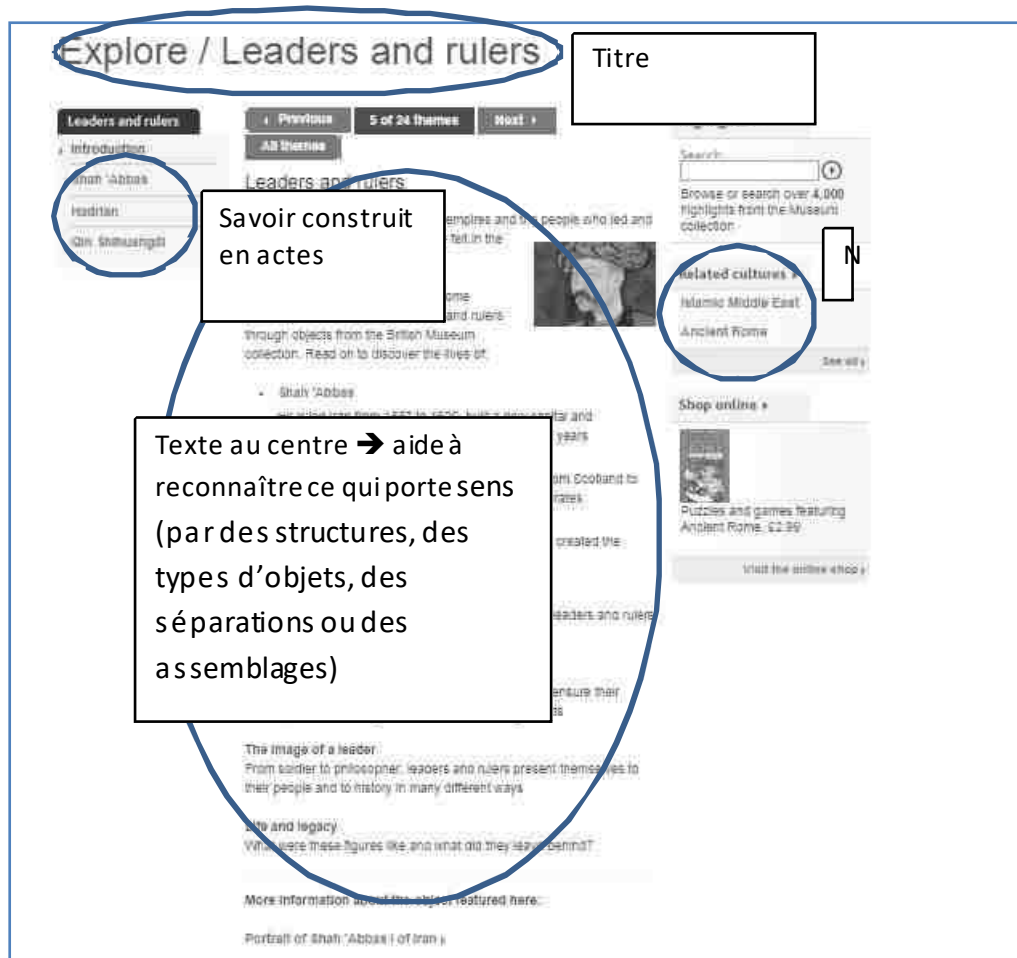 Explore / Leaders and rulers
Titre
Leaders and rulers
Introduction
Shah 'Abbas
Hadrian
Qin Shihuangdi
‹ Previous
5 of 24 themes
Next ›
All themes
Leaders and rulers
empires and the people who led and
fell in the
and rulers
through objects from the British Museum
collection. Read on to discover the lives of:
• Shah 'Abbas
Savoir construit
en actes
Texte au centre ➔ aide à
reconnaître ce qui porte sens
(par des structures, des
types d'objets, des
séparations ou des
assemblages)
and
years
from Scotland to
created the
leaders and rulers
ensure their
The image of a leader
From soldier to philosopher, leaders and rulers present themselves to
their people and to history in many different ways
Life and legacy
What were these figures like and what did they leave behind?
More information about the object featured here:
Portrait of Shah 'Abbas I of Iran ›
Search
Browse or search over 4,000
highlights from the Museum
collection
N
Related cultures ›
Islamic Middle East
Ancient Rome
See all ›
Shop online ›
Puzzles and games featuring
Ancient Rome, £2.99
Visit the online shop ›